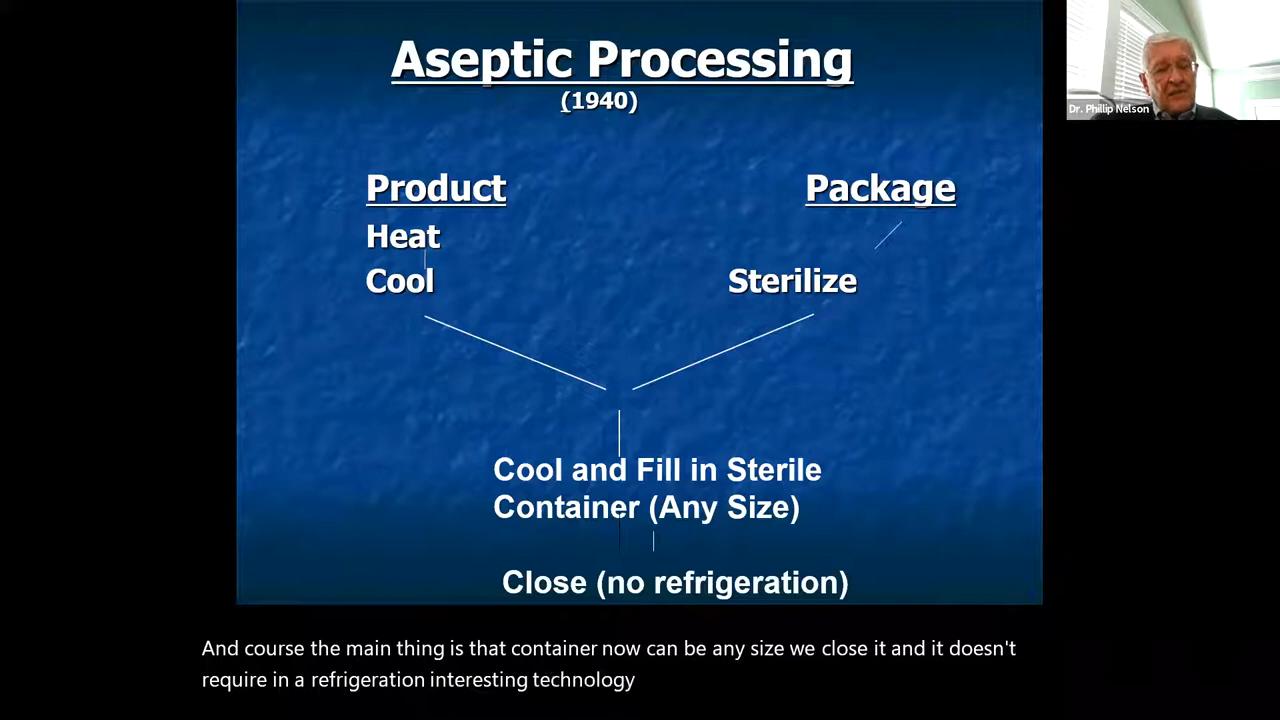 Aseptic Processing
(1940)
Product
Package
Heat
Cool
Sterilize
Cool and Fill in Sterile
Container (Any Size)
Close (no refrigeration)
Dr. Phillip Nelson
And course the main thing is that container now can be any size we close it and it doesn't
require in a refrigeration interesting technology